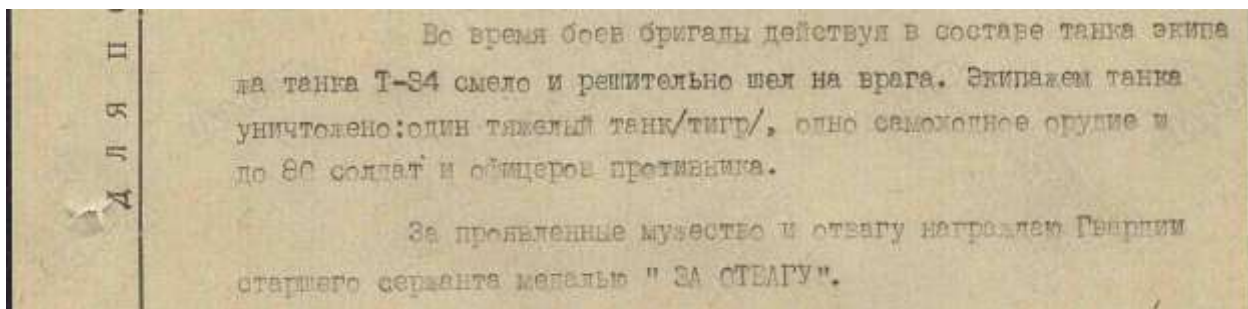 Во время боев бригады действуя в составе танка экипа
жа танка Т-34 смело и решительно шел на врага. Экипажем танка
уничтожено:один тяжелый танк/тигр/, одно самоходное орудие и
до 80 солдат и офицеров противника.
За проявленные мужество и отвагу награждаю Гвардии
старшего сержанта медалью " ЗА ОТВАГУ".
Д Л Я П